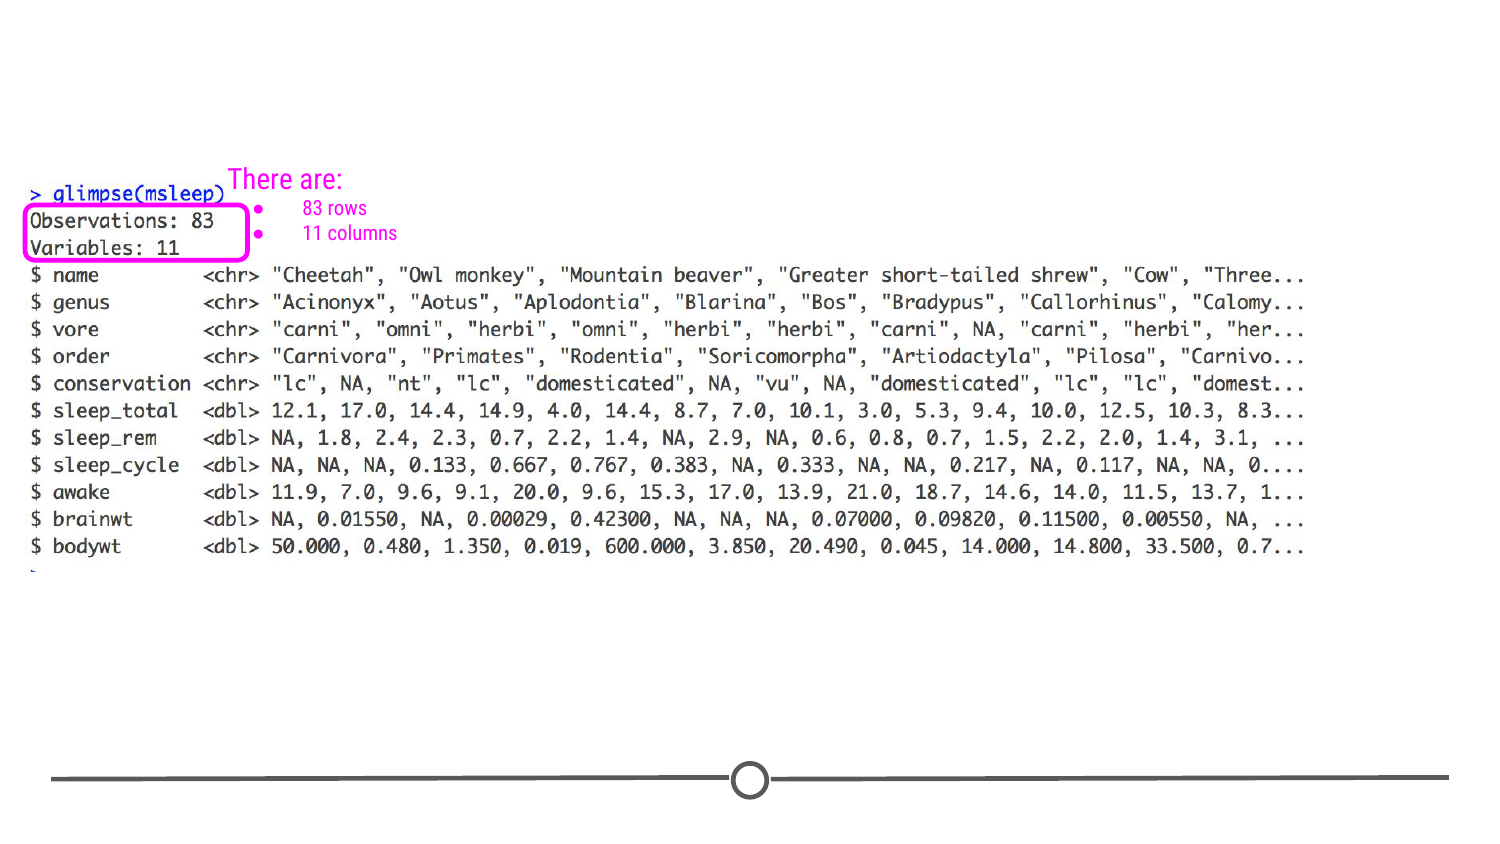 There are:
> glimpse(msleep)
● 83 rows
Observations: 83
● 11 columns
Variables: 11
$ name <chr> "Cheetah", "Owl monkey", "Mountain beaver", "Greater short-tailed shrew", "Cow", "Three...
$ genus <chr> "Acinonyx", "Aotus", "Aplodontia", "Blarina", "Bos", "Bradypus", "Callorhinus", "Calomy...
$ vore <chr> "carni", "omni", "herbi", "omni", "herbi", "herbi", "carni", NA, "carni", "herbi", "her...
$ order <chr> "Carnivora", "Primates", "Rodentia", "Soricomorpha", "Artiodactyla", "Pilosa", "Carnivo...
$ conservation <chr> "lc", NA, "nt", "lc", "domesticated", NA, "vu", NA, "domesticated", "lc", "lc", "domest...
$ sleep_total <dbl> 12.1, 17.0, 14.4, 14.9, 4.0, 14.4, 8.7, 7.0, 10.1, 3.0, 5.3, 9.4, 10.0, 12.5, 10.3, 8.3...
$ sleep_rem <dbl> NA, 1.8, 2.4, 2.3, 0.7, 2.2, 1.4, NA, 2.9, NA, 0.6, 0.8, 0.7, 1.5, 2.2, 2.0, 1.4, 3.1, ...
$ sleep_cycle <dbl> NA, NA, NA, 0.133, 0.667, 0.767, 0.383, NA, 0.333, NA, NA, 0.217, NA, 0.117, NA, NA, 0....
$ awake <dbl> 11.9, 7.0, 9.6, 9.1, 20.0, 9.6, 15.3, 17.0, 13.9, 21.0, 18.7, 14.6, 14.0, 11.5, 13.7, 1...
$ brainwt <dbl> NA, 0.01550, NA, 0.00029, 0.42300, NA, NA, NA, 0.07000, 0.09820, 0.11500, 0.00550, NA, ...
$ bodywt <dbl> 50.000, 0.480, 1.350, 0.019, 600.000, 3.850, 20.490, 0.045, 14.000, 14.800, 33.500, 0.7...